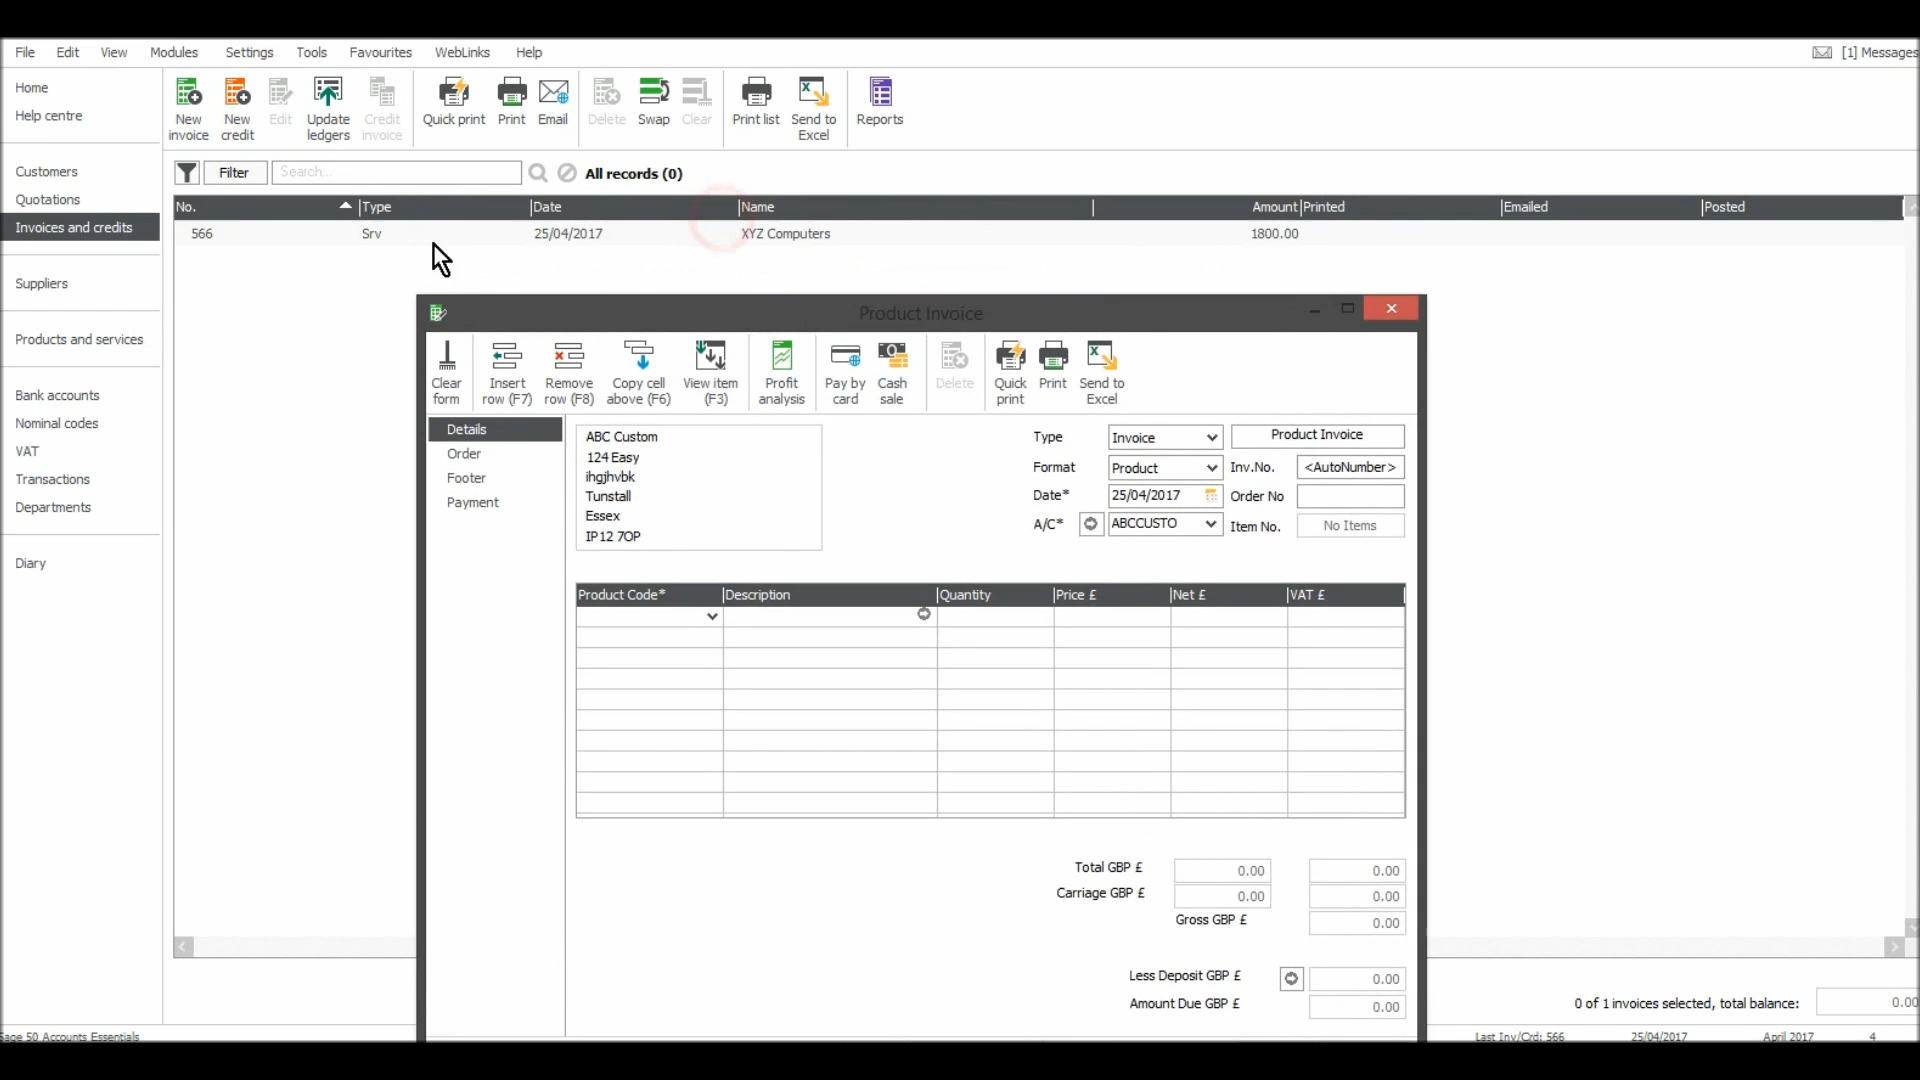 File Edit View Modules Settings Tools Favourites WebLinks Help [1] Messages
Home
Help centre
Customers
Quotations
Invoices and credits
Suppliers
Products and services
Bank accounts
Nominal codes
VAT
Transactions
Departments
Diary
New invoice
New credit
Edit
Update ledgers
Credit invoice
Quick print
Print
Email
Delete
Swap
Clear
Print list
Send to Excel
Reports
Filter Search... All records (0)
No. Type Date Name Amount Printed Emailed Posted
566 Srv 25/04/2017 XYZ Computers 1800.00
Product Invoice
Clear form
Insert row (F7)
Remove row (F8)
Copy cell above (F6)
View item (F3)
Profit analysis
Pay by card
Cash sale
Delete
Quick print
Print
Send to Excel
Details
Order
Footer
Payment
ABC Custom
124 Easy
ihgjhvbk
Tunstall
Essex
IP12 7OP
Type Invoice Product Invoice
Format Product Inv.No. <AutoNumber>
Date* 25/04/2017 Order No
A/C* ABCCUSTO Item No. No Items
Product Code* Description Quantity Price £ Net £ VAT £
Total GBP £ 0.00 0.00
Carriage GBP £ 0.00 0.00
Gross GBP £ 0.00
Less Deposit GBP £ 0.00
Amount Due GBP £ 0.00
0 of 1 invoices selected, total balance: 0.00
Sage 50 Accounts Essentials Last Inv/Crd: 566 25/04/2017 April 2017 4